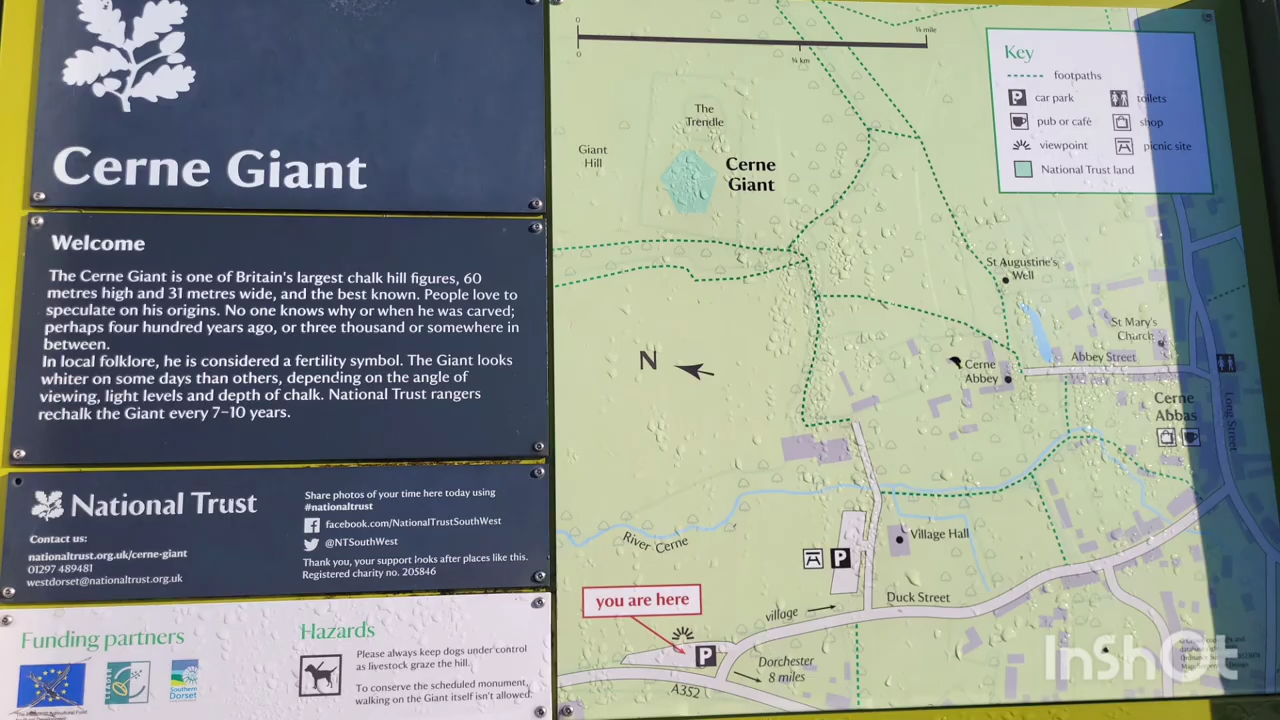 Cerne Giant
Welcome
The Cerne Giant is one of Britain's largest chalk hill figures, 60
metres high and 31 metres wide, and the best known. People love to
speculate on his origins. No one knows why or when he was carved;
perhaps four hundred years ago, or three thousand or somewhere in
between.
In local folklore, he is considered a fertility symbol. The Giant looks
whiter on some days than others, depending on the angle of
viewing, light levels and depth of chalk. National Trust rangers
rechalk the Giant every 7–10 years.
National Trust
Contact us:
nationaltrust.org.uk/cerne-giant
01297 489481
westdorset@nationaltrust.org.uk
Share photos of your time here today using
#nationaltrust
facebook.com/NationalTrustSouthWest
@NTSouthWest
Thank you, your support looks after places like this.
Registered charity no. 205846
Funding partners
LEADER
Southern
Dorset
Hazards
Please always keep dogs under control
as livestock graze the hill.
To conserve the scheduled monument,
walking on the Giant itself isn't allowed.
0
¼ mile
0
¼ km
Key
footpaths
P car park
toilets
pub or café
shop
viewpoint
picnic site
National Trust land
The
Trendle
Giant
Hill
Cerne
Giant
St Augustine's
Well
St Mary's
Church
Abbey Street
N
Cerne
Abbey
Cerne
Abbas
Long Street
River Cerne
Village Hall
P
you are here
village
Duck Street
P
Dorchester
8 miles
A352
InShOt